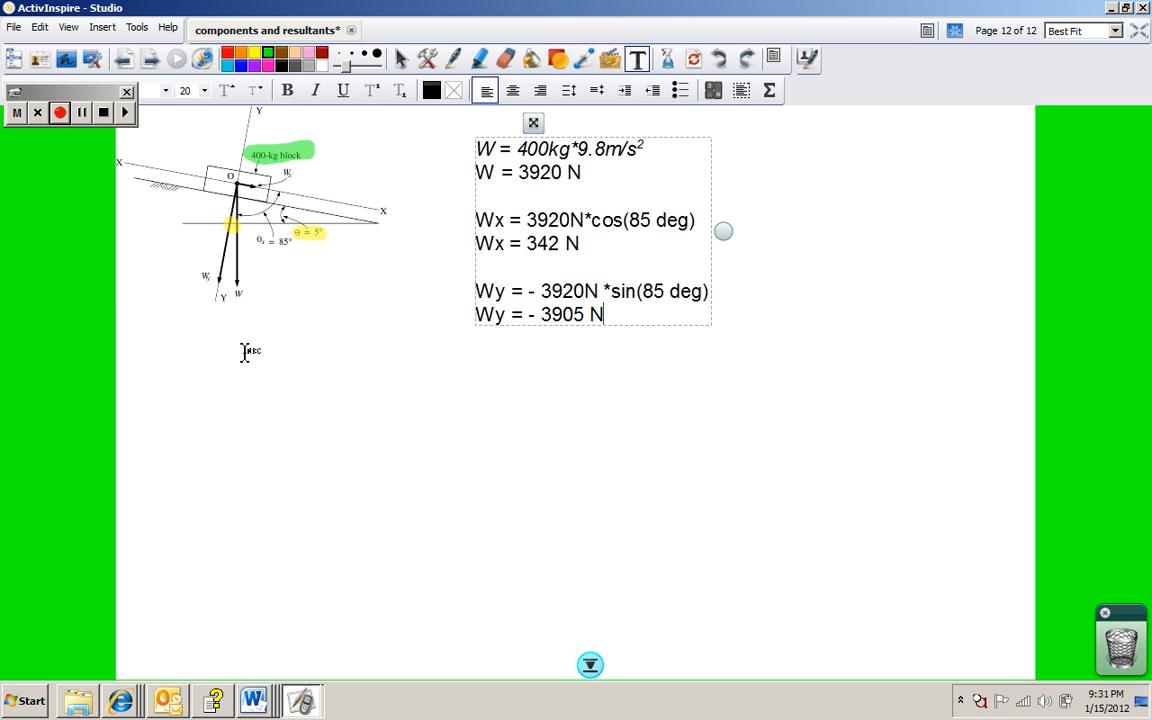 ActivInspire - Studio
File Edit View Insert Tools Help
components and resultants*
Page 12 of 12
Best Fit
20
B I U
M
Y
400-kg block
X
O
Wx
X
θ = 5°
θx = 85°
Wy
Y
W
W = 400kg*9.8m/s²
W = 3920 N
Wx = 3920N*cos(85 deg)
Wx = 342 N
Wy = - 3920N *sin(85 deg)
Wy = - 3905 N
Start
9:31 PM
1/15/2012